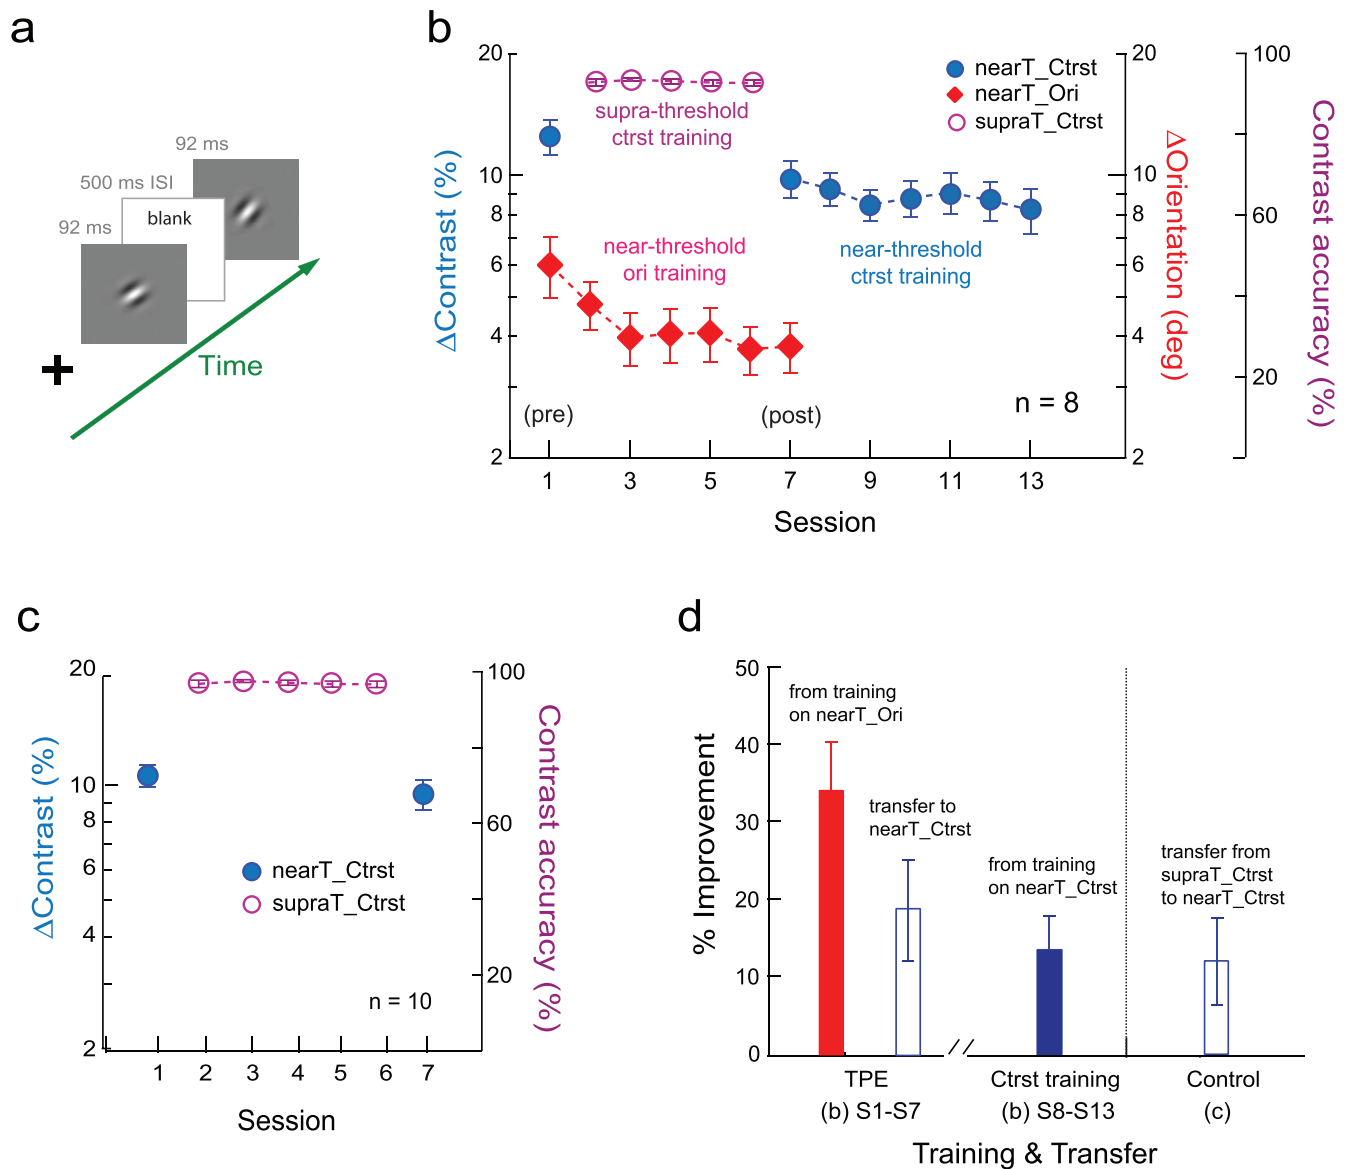 a
92 ms
500 ms ISI
blank
92 ms
Time
b
20
10
8
6
4
2
ΔContrast (%)
supra-threshold
ctrst training
near-threshold
ori training
near-threshold
ctrst training
nearT_Ctrst
nearT_Ori
supraT_Ctrst
(pre)
(post)
n = 8
1
3
5
7
9
11
13
Session
20
10
8
6
4
2
ΔOrientation (deg)
100
60
20
Contrast accuracy (%)
c
20
10
8
6
4
2
ΔContrast (%)
nearT_Ctrst
supraT_Ctrst
n = 10
1
2
3
4
5
6
7
Session
100
60
20
Contrast accuracy (%)
d
50
40
30
20
10
0
% Improvement
from training
on nearT_Ori
transfer to
nearT_Ctrst
from training
on nearT_Ctrst
transfer from
supraT_Ctrst
to nearT_Ctrst
TPE
(b) S1-S7
Ctrst training
(b) S8-S13
Control
(c)
Training & Transfer